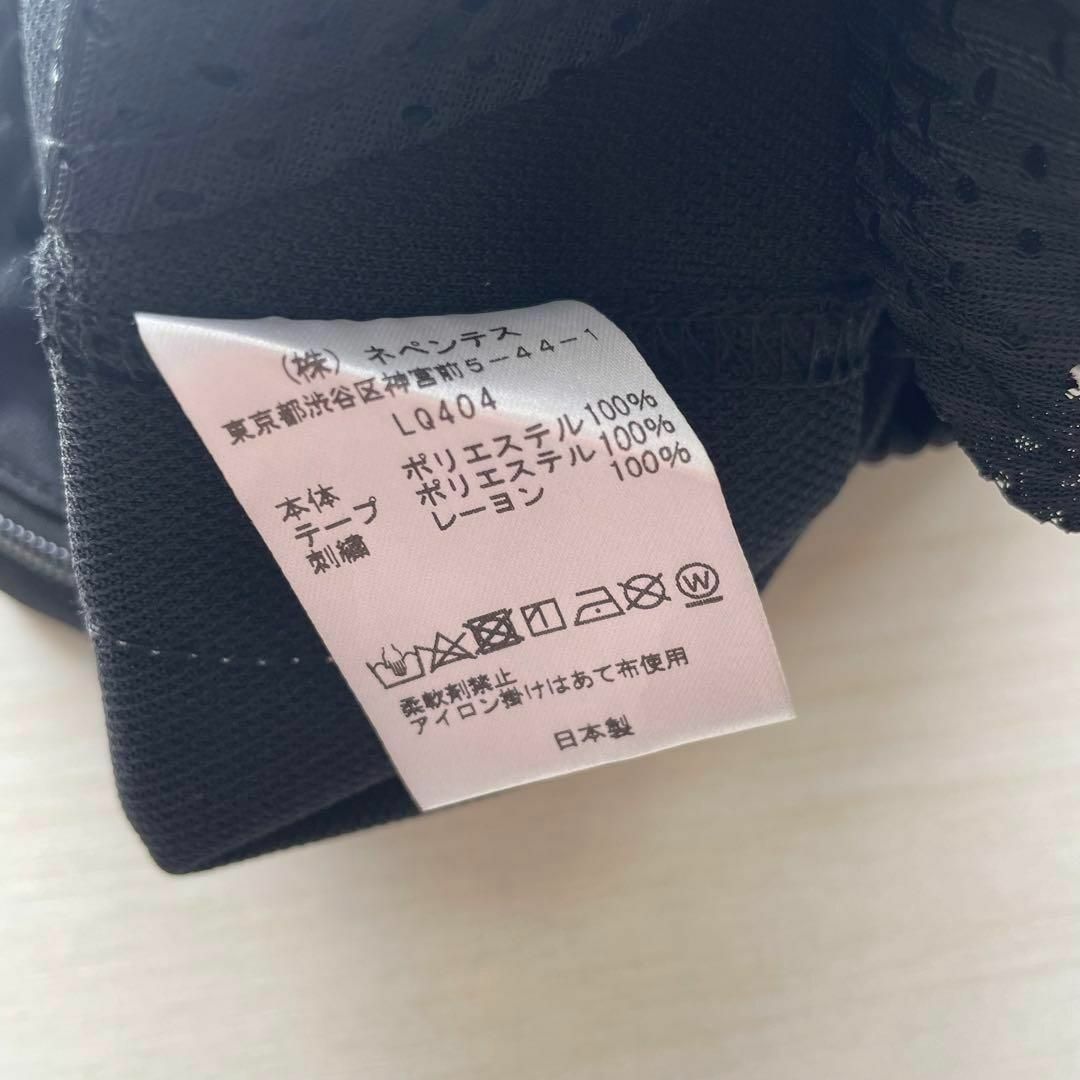 (株) ネペンテス
東京都渋谷区神宮前5-44-1
LQ404
本体 ポリエステル100%
テープ ポリエステル100%
刺繍 レーヨン 100%
W
柔軟剤禁止
アイロン掛けはあて布使用
日本製